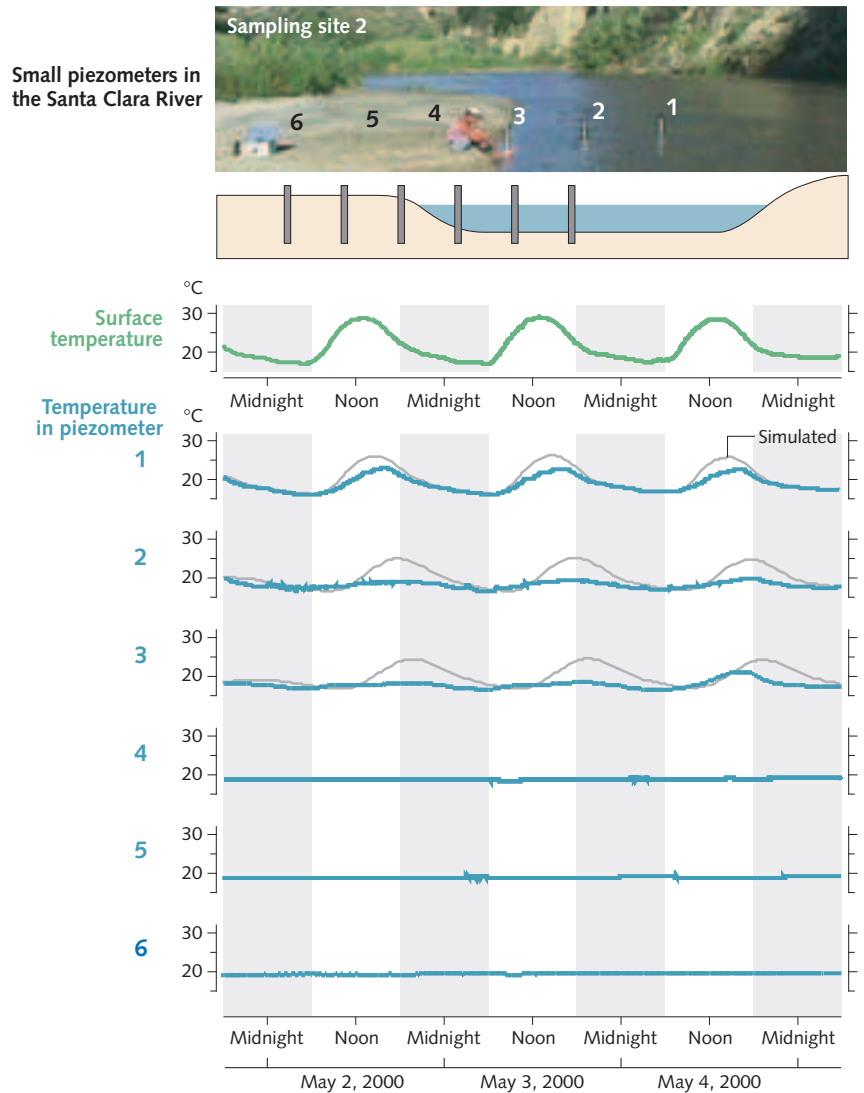 Sampling site 2
Small piezometers in
the Santa Clara River
6 5 4 3 2 1
°C
Surface
temperature
30
20
Midnight Noon Midnight Noon Midnight Noon Midnight
Temperature
in piezometer
°C
1
30
20
Simulated
2
30
20
3
30
20
4
30
20
5
30
20
6
30
20
Midnight Noon Midnight Noon Midnight Noon Midnight
May 2, 2000 May 3, 2000 May 4, 2000